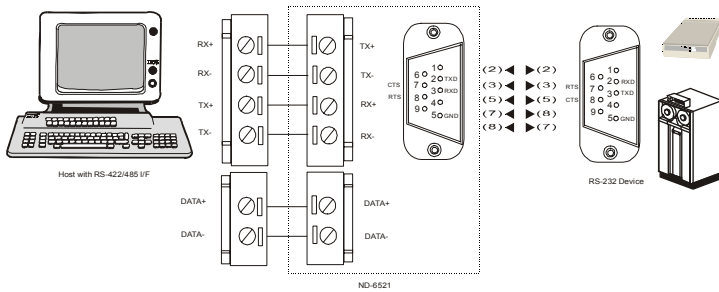 RX+ TX+
RX- TX-
TX+ RX+
TX- RX-
DATA+ DATA+
DATA- DATA-
CTS
RTS
1
6
2 TXD
7
3 RXD
8
4
9
5 GND
(2) (2)
(3) (3)
(5) (5)
(7) (8)
(8) (7)
RTS
CTS
1
6
2 RXD
7
3 TXD
8
4
9
5 GND
Host with RS-422/485 I/F
RS-232 Device
ND-6521